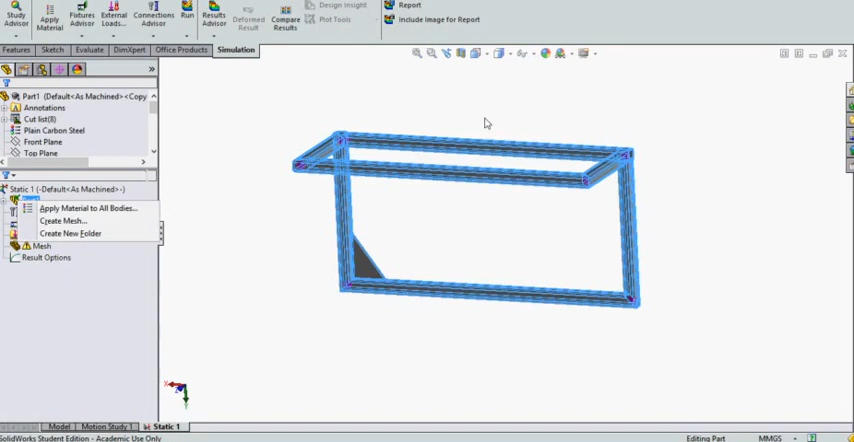 Study Advisor
Apply Material
Fixtures Advisor
External Loads...
Connections Advisor
Run
Results Advisor
Deformed Result
Compare Results
Design Insight
Plot Tools
Report
Include Image for Report
Features
Sketch
Evaluate
DimXpert
Office Products
Simulation
Part1 (Default<As Machined><Copy
Annotations
Cut list(8)
Plain Carbon Steel
Front Plane
Top Plane
Static 1 (-Default<As Machined>-)
Apply Material to All Bodies...
Create Mesh...
Create New Folder
Mesh
Result Options
X
Z
Y
Model
Motion Study 1
Static 1
SolidWorks Student Edition - Academic Use Only
Editing Part
MMGS